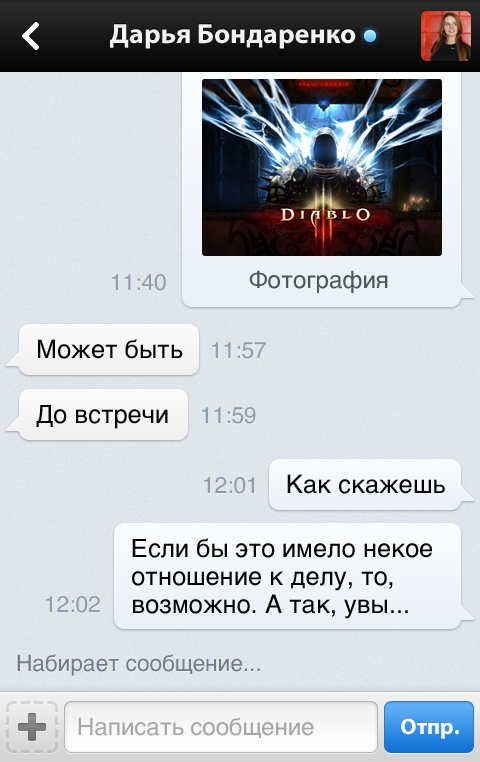 Дарья Бондаренко
DIABLO
III
11:40
Фотография
Может быть
11:57
До встречи
11:59
12:01
Как скажешь
Если бы это имело некое
отношение к делу, то,
возможно. А так, увы...
12:02
Набирает сообщение...
Написать сообщение
Отпр.